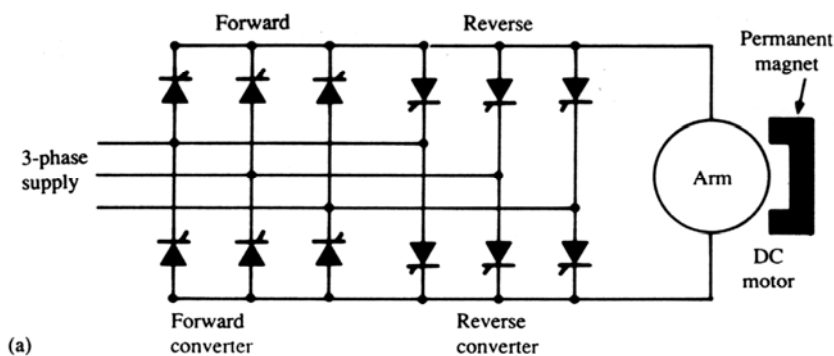 Forward
Reverse
Permanent
magnet
3-phase
supply
Arm
DC
motor
Forward
converter
Reverse
converter
(a)